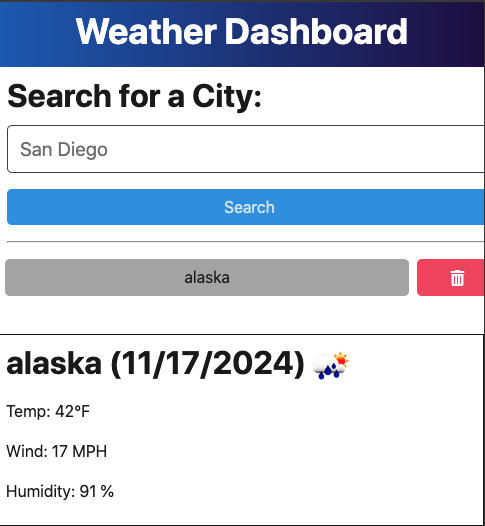 Weather Dashboard
Search for a City:
San Diego
Search
alaska
alaska (11/17/2024)
Temp: 42°F
Wind: 17 MPH
Humidity: 91 %